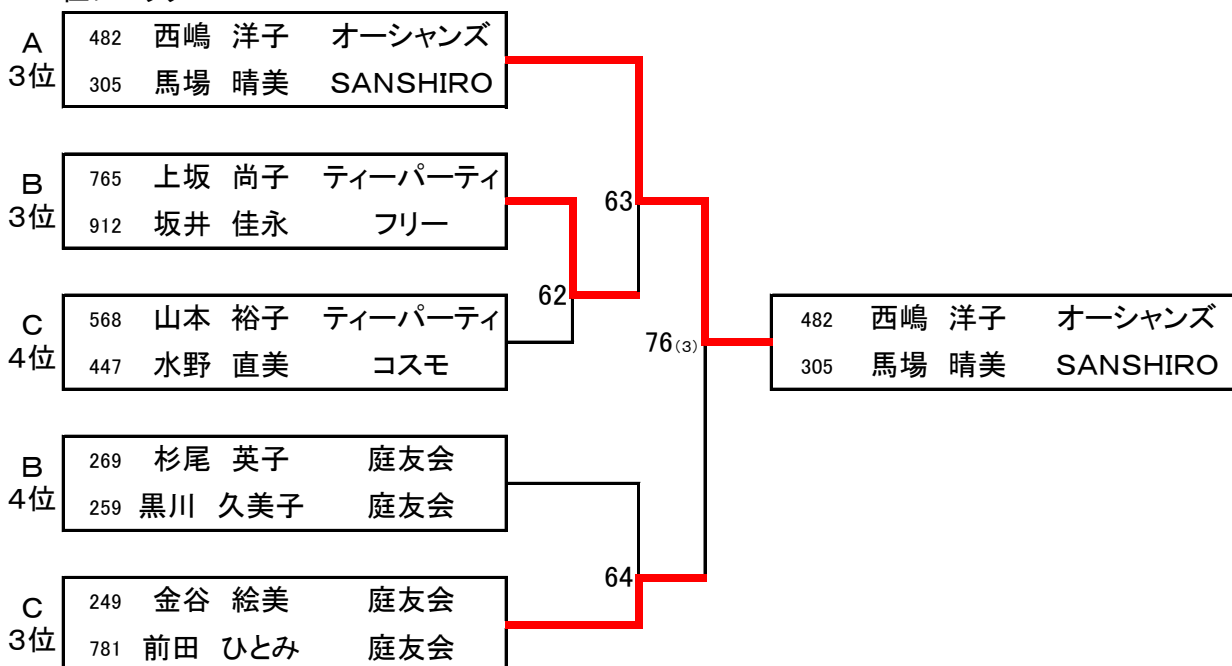 A
3位
482 西嶋 洋子 オーシャンズ
305 馬場 晴美 SANSHIRO
B
3位
765 上坂 尚子 ティーパーティ
912 坂井 佳永 フリー
63
C
4位
568 山本 裕子 ティーパーティ
447 水野 直美 コスモ
62
76(3)
482 西嶋 洋子 オーシャンズ
305 馬場 晴美 SANSHIRO
B
4位
269 杉尾 英子 庭友会
259 黒川 久美子 庭友会
64
C
3位
249 金谷 絵美 庭友会
781 前田 ひとみ 庭友会